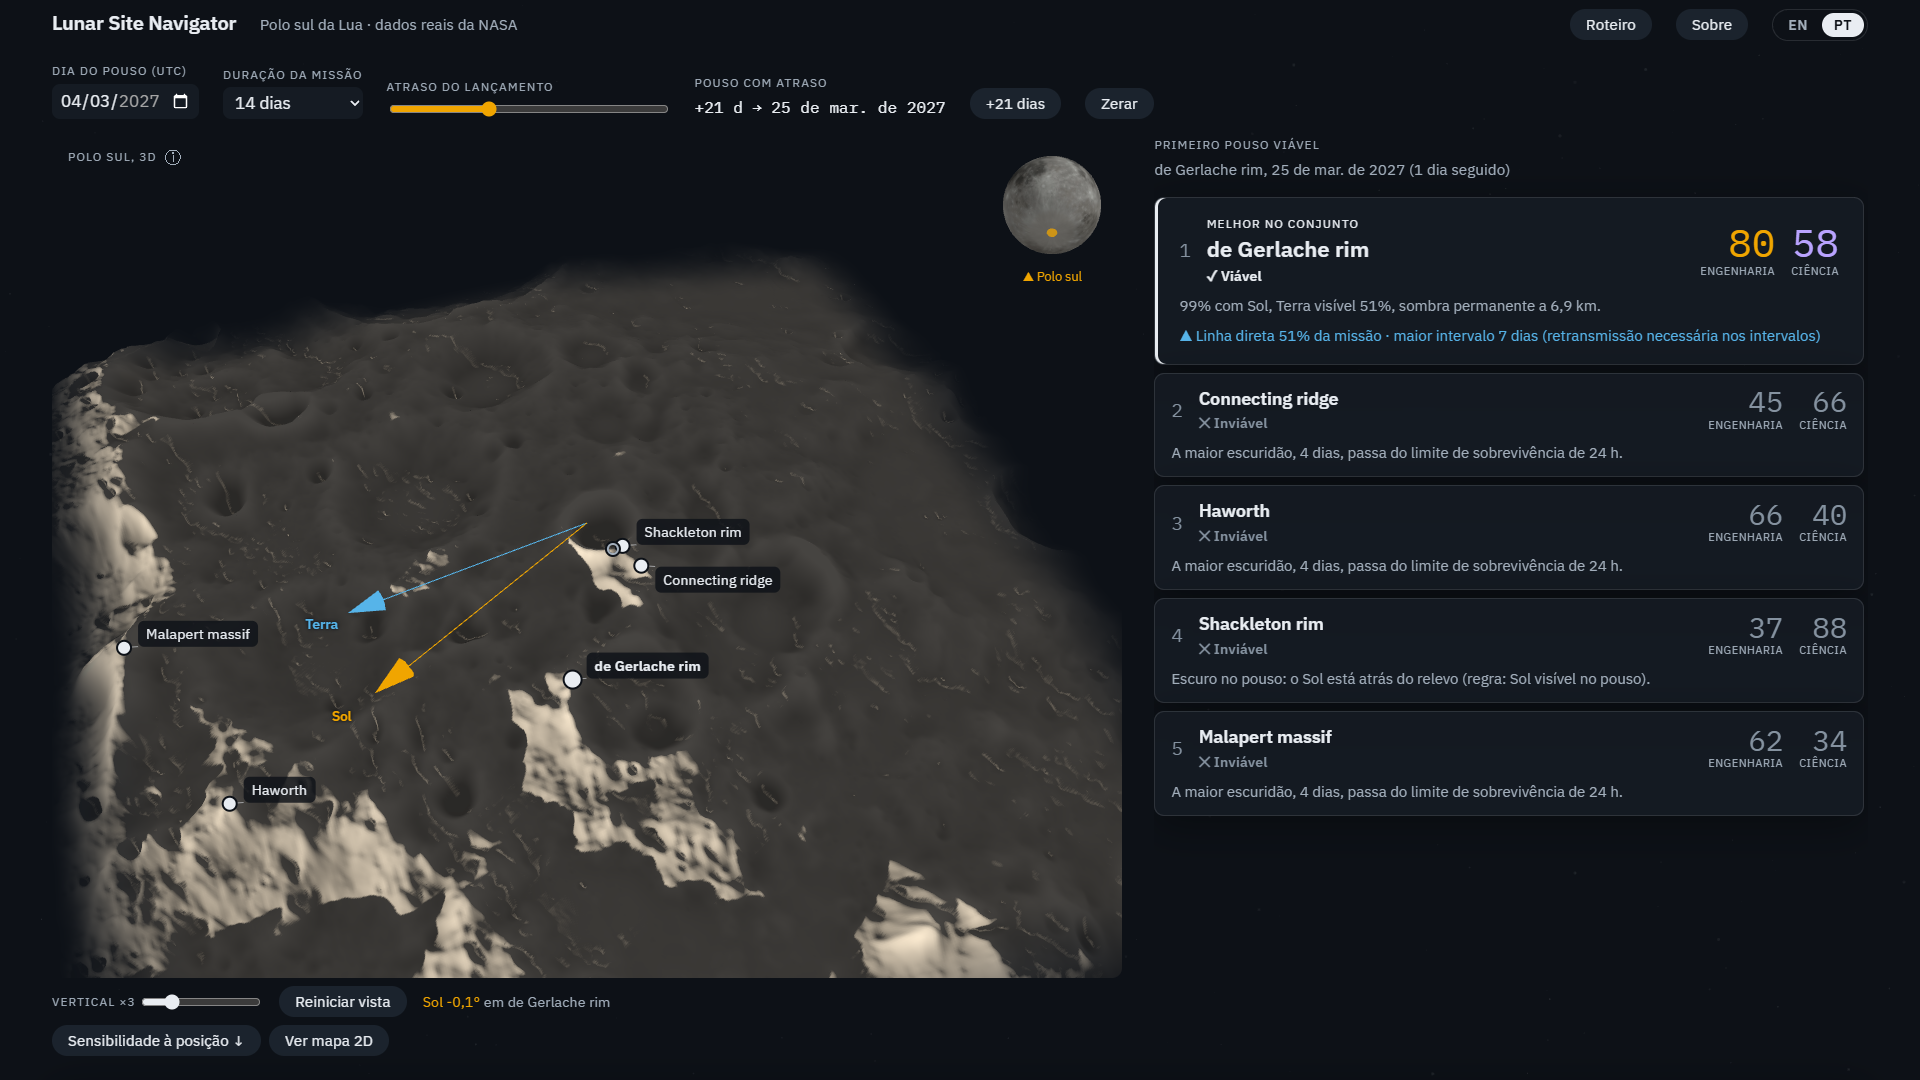 Lunar Site Navigator
Polo sul da Lua · dados reais da NASA
Roteiro
Sobre
EN
PT
DIA DO POUSO (UTC)
04/03/2027
DURAÇÃO DA MISSÃO
14 dias
ATRASO DO LANÇAMENTO
POUSO COM ATRASO
+21 d → 25 de mar. de 2027
+21 dias
Zerar
POLO SUL, 3D ⓘ
▲ Polo sul
Shackleton rim
Connecting ridge
Terra
Malapert massif
de Gerlache rim
Sol
Haworth
VERTICAL ×3
Reiniciar vista
Sol -0,1° em de Gerlache rim
Sensibilidade à posição ↓
Ver mapa 2D
PRIMEIRO POUSO VIÁVEL
de Gerlache rim, 25 de mar. de 2027 (1 dia seguido)
MELHOR NO CONJUNTO
1 de Gerlache rim
✓ Viável
80 58
ENGENHARIA CIÊNCIA
99% com Sol, Terra visível 51%, sombra permanente a 6,9 km.
▲ Linha direta 51% da missão · maior intervalo 7 dias (retransmissão necessária nos intervalos)
2 Connecting ridge
✕ Inviável
45 66
ENGENHARIA CIÊNCIA
A maior escuridão, 4 dias, passa do limite de sobrevivência de 24 h.
3 Haworth
✕ Inviável
66 40
ENGENHARIA CIÊNCIA
A maior escuridão, 4 dias, passa do limite de sobrevivência de 24 h.
4 Shackleton rim
✕ Inviável
37 88
ENGENHARIA CIÊNCIA
Escuro no pouso: o Sol está atrás do relevo (regra: Sol visível no pouso).
5 Malapert massif
✕ Inviável
62 34
ENGENHARIA CIÊNCIA
A maior escuridão, 4 dias, passa do limite de sobrevivência de 24 h.